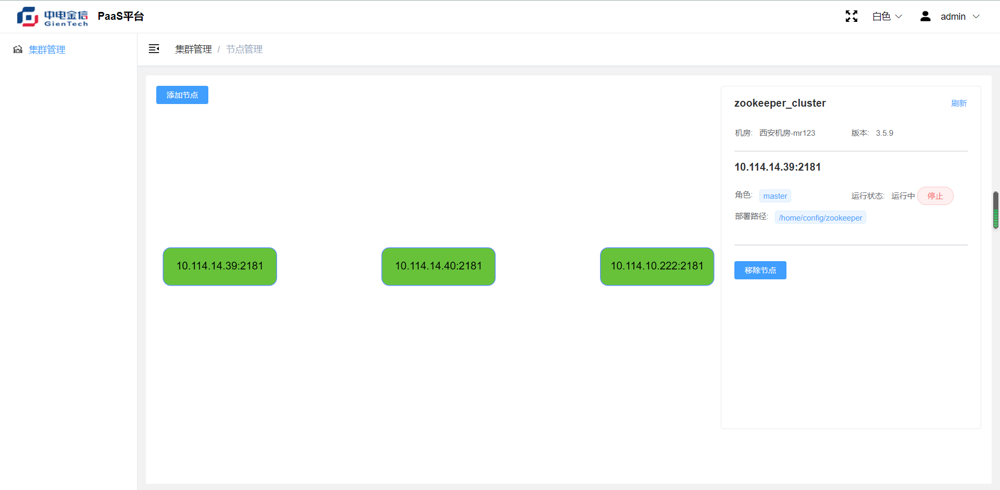 中电金信
GienTech
PaaS平台
白色
admin
集群管理
集群管理 / 节点管理
添加节点
zookeeper_cluster
刷新
机房: 西安机房-mr123
版本: 3.5.9
10.114.14.39:2181
角色: master
运行状态: 运行中 停止
部署路径: /home/config/zookeeper
10.114.14.39:2181
10.114.14.40:2181
10.114.10.222:2181
移除节点